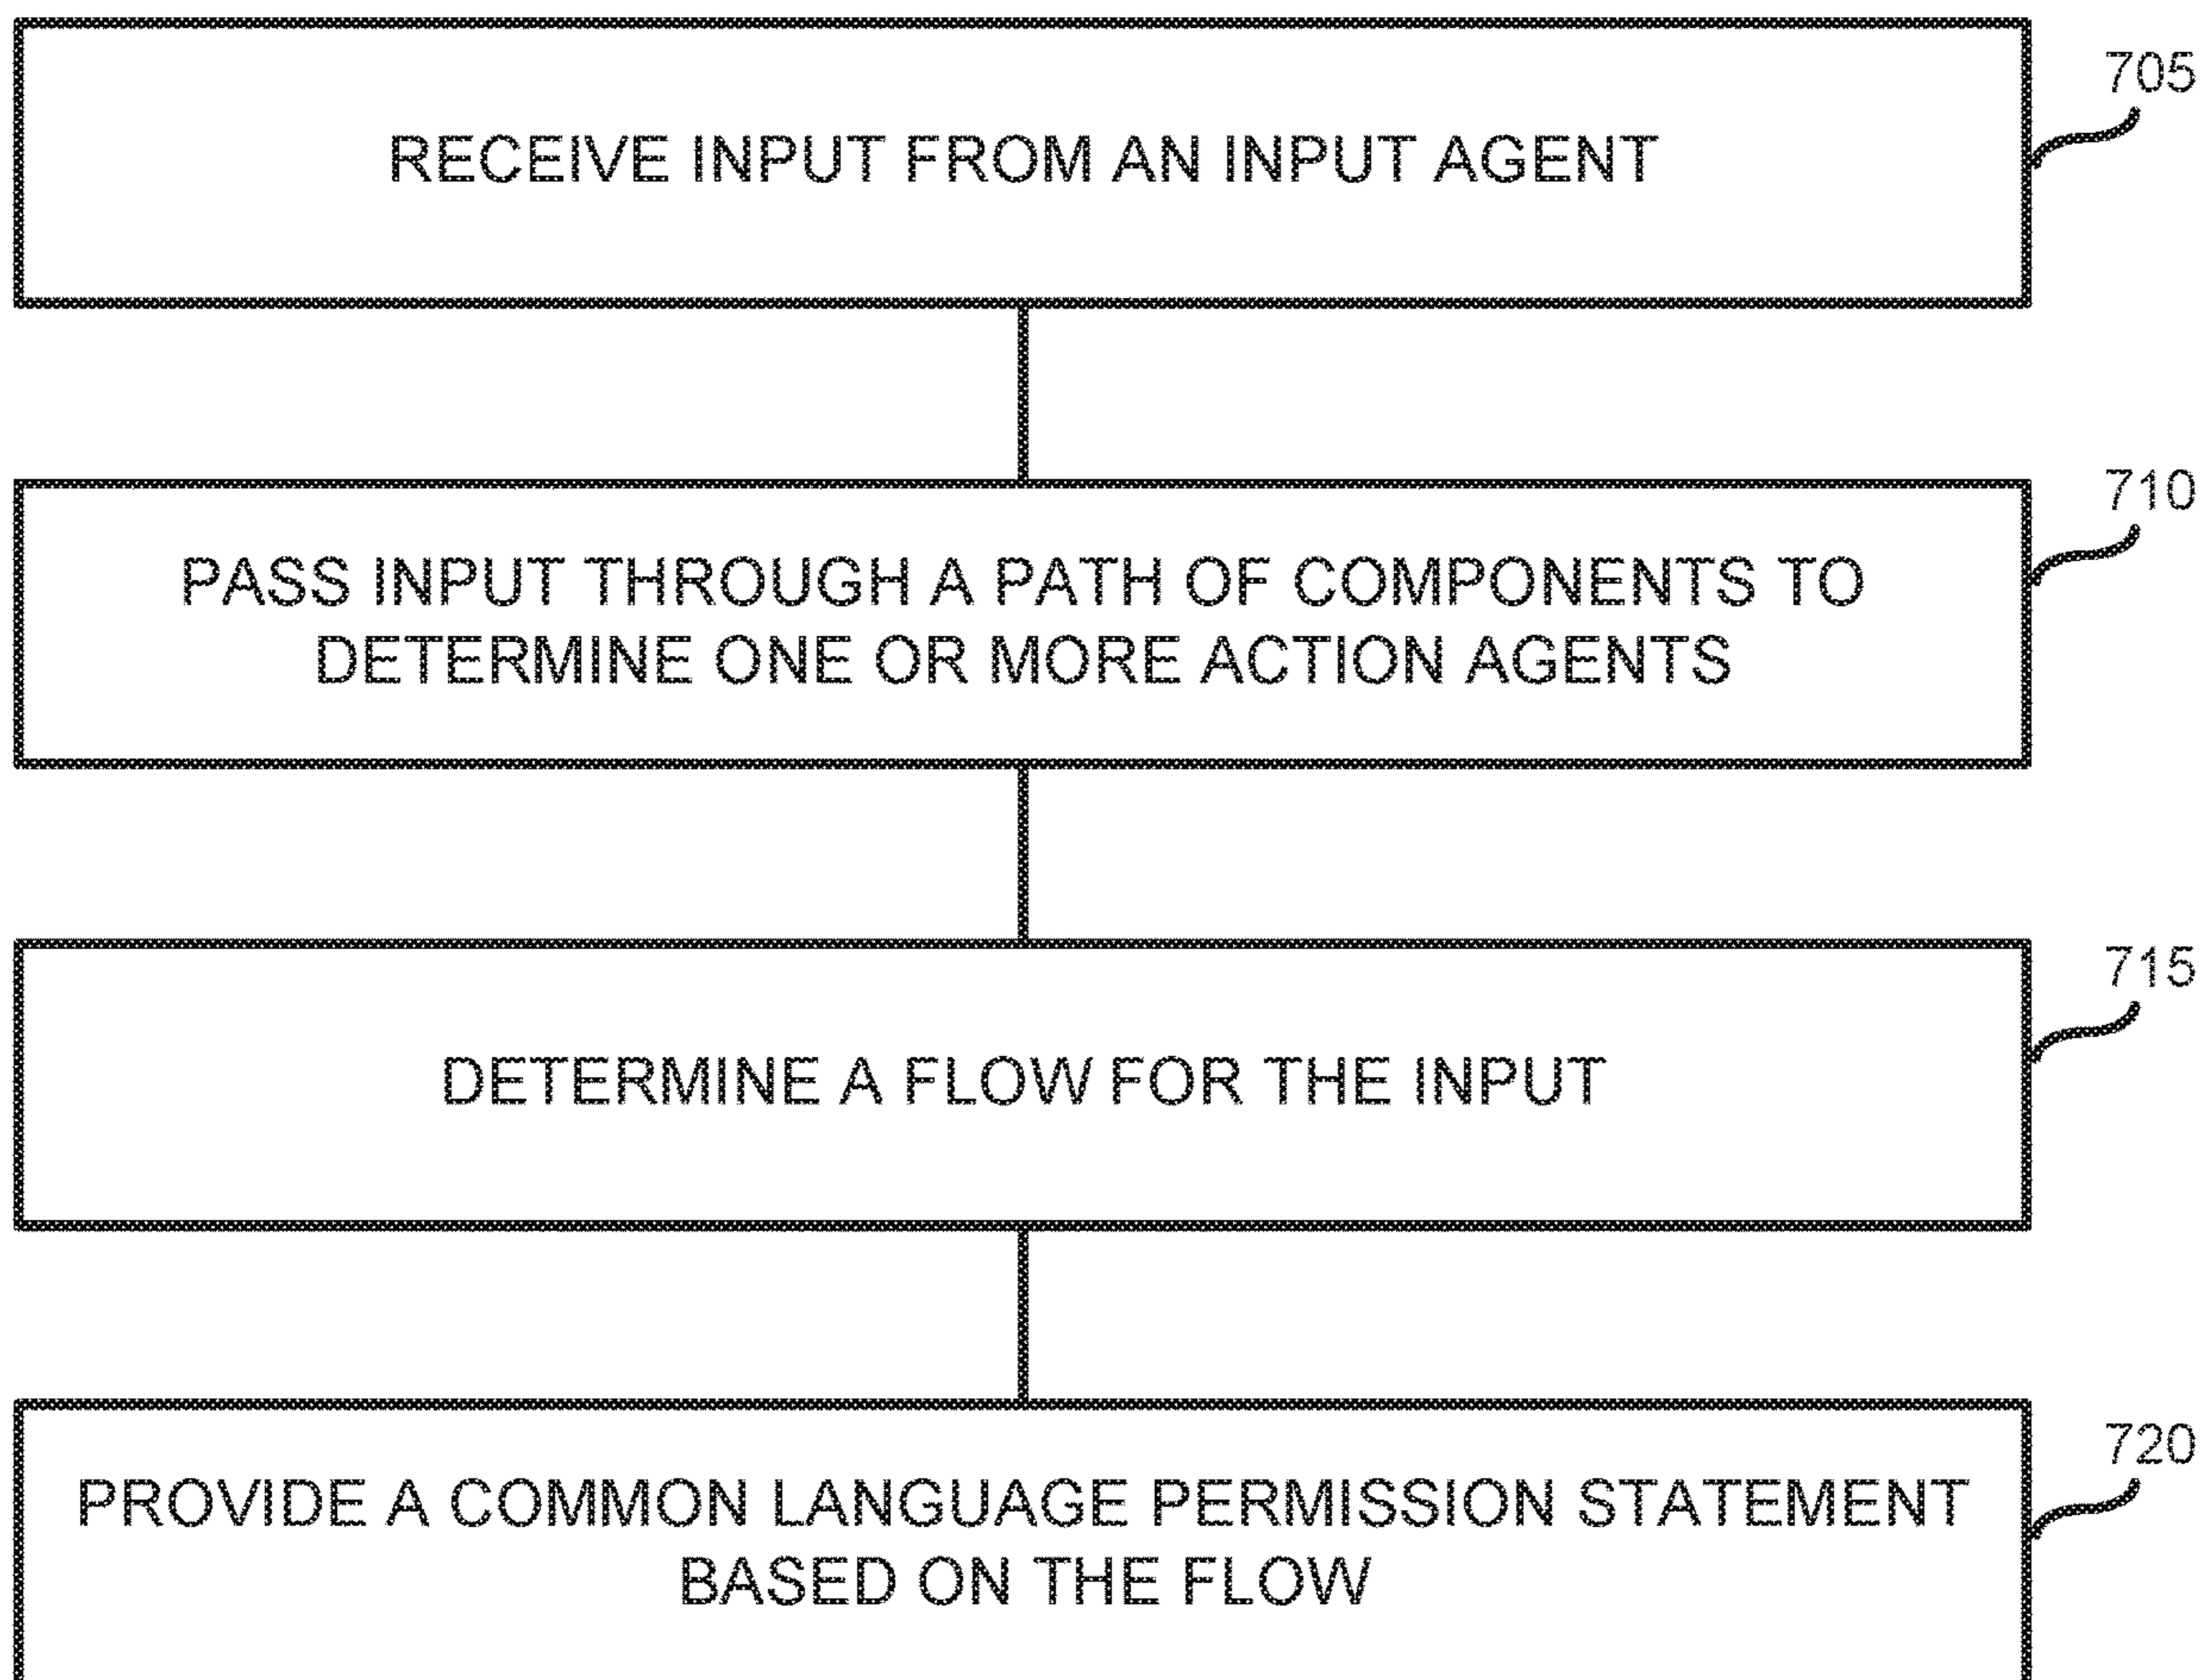 705
RECEIVE INPUT FROM AN INPUT AGENT
710
PASS INPUT THROUGH A PATH OF COMPONENTS TO
DETERMINE ONE OR MORE ACTION AGENTS
715
DETERMINE A FLOW FOR THE INPUT
720
PROVIDE A COMMON LANGUAGE PERMISSION STATEMENT
BASED ON THE FLOW